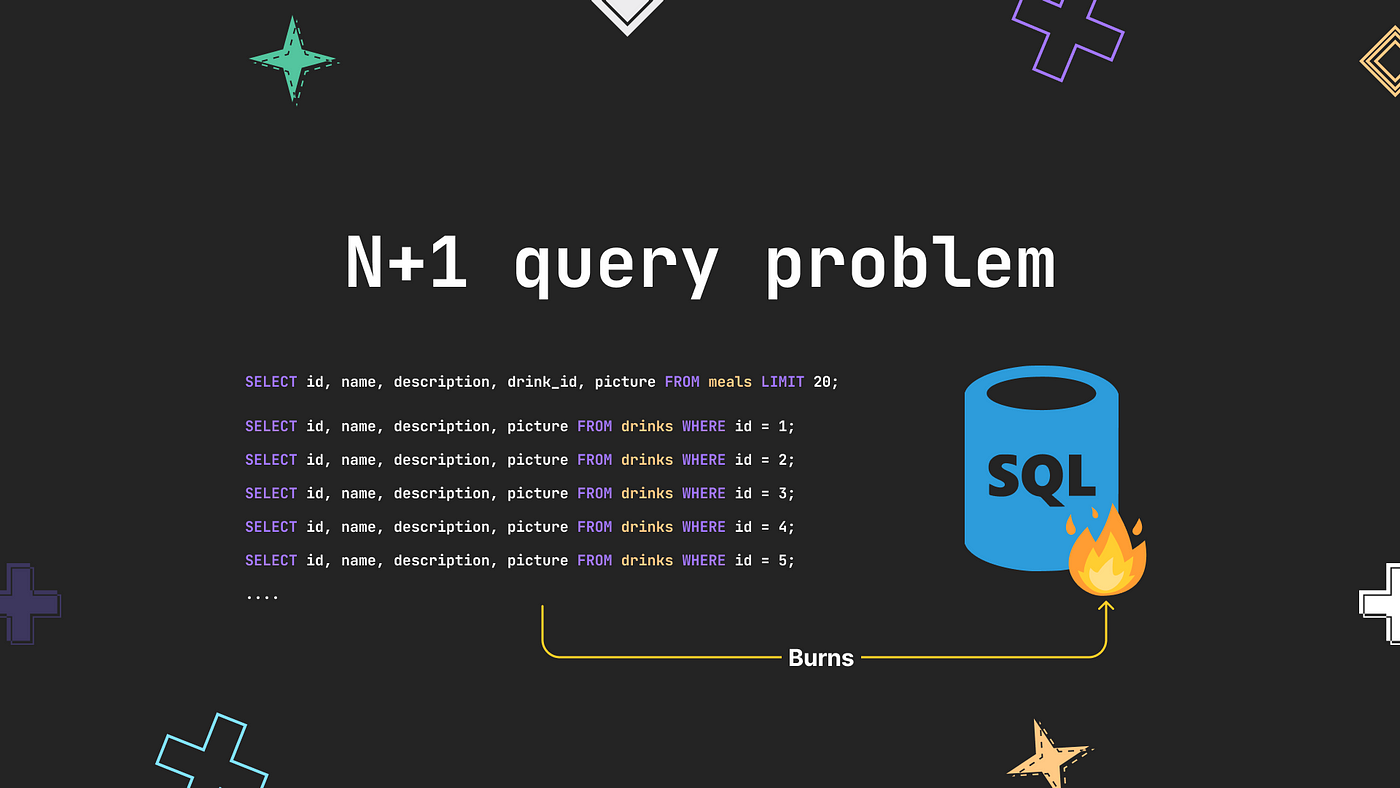 N+1 query problem
SELECT id, name, description, drink_id, picture FROM meals LIMIT 20;
SELECT id, name, description, picture FROM drinks WHERE id = 1;
SELECT id, name, description, picture FROM drinks WHERE id = 2;
SELECT id, name, description, picture FROM drinks WHERE id = 3;
SELECT id, name, description, picture FROM drinks WHERE id = 4;
SELECT id, name, description, picture FROM drinks WHERE id = 5;
....
SQL
Burns